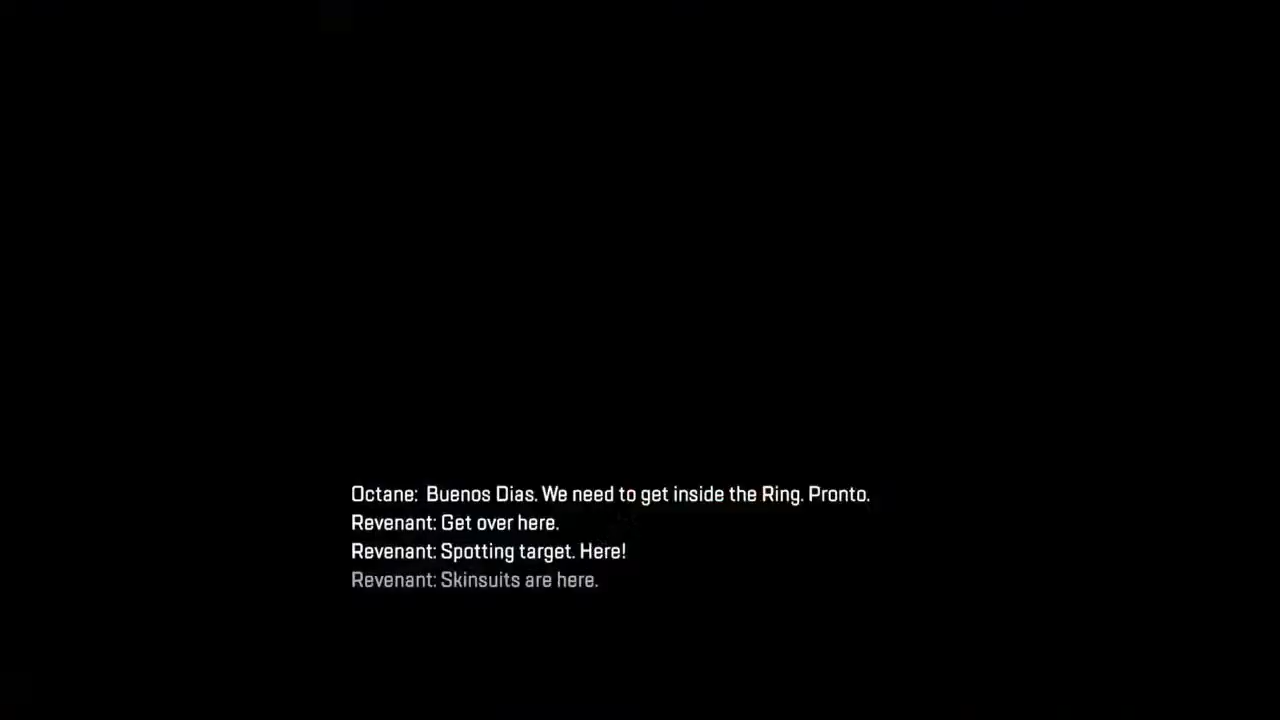 Octane: Buenos Dias. We need to get inside the Ring. Pronto.
Revenant: Get over here.
Revenant: Spotting target. Here!
Revenant: Skinsuits are here.